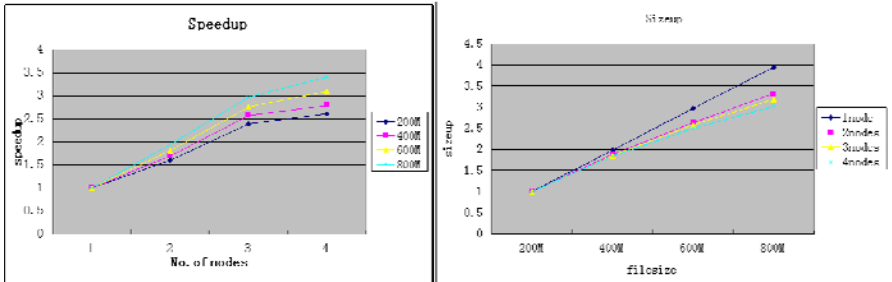 Speedup
4
3.5
3
2.5
2
1.5
1
0.5
0
speedup
1 2 3 4
No.of nodes
200M
400M
600M
800M
Sizeup
4.5
4
3.5
3
2.5
2
1.5
1
0.5
0
sizeup
200M 400M 600M 800M
filesize
1node
2nodes
3nodes
4nodes